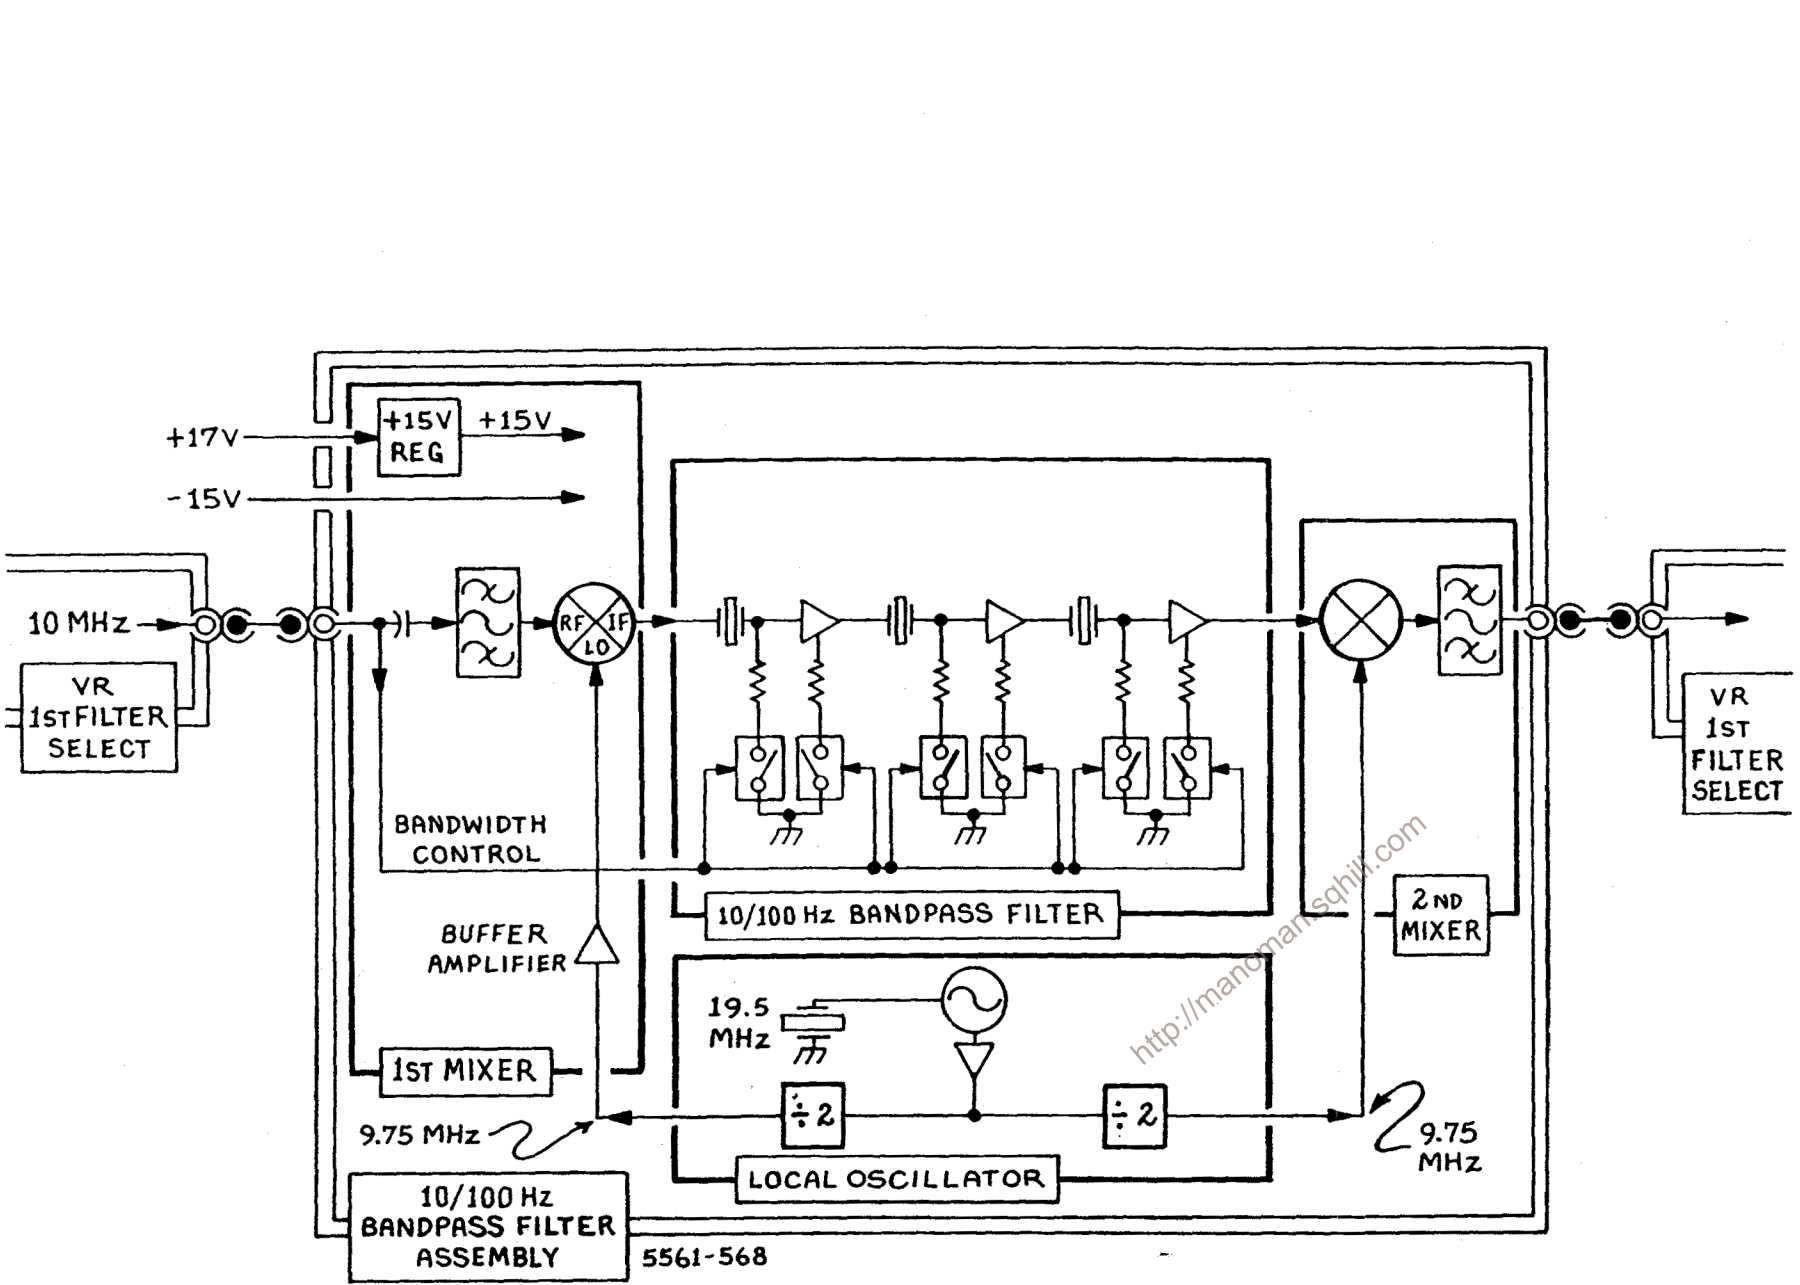 +17V
+15V
REG
+15V
-15V
10 MHz
VR
1ST FILTER
SELECT
RF
IF
LO
VR
1ST
FILTER
SELECT
BANDWIDTH
CONTROL
10/100 Hz BANDPASS FILTER
2ND
MIXER
BUFFER
AMPLIFIER
19.5
MHz
1ST MIXER
÷2
÷2
9.75 MHz
9.75
MHz
LOCAL OSCILLATOR
10/100 Hz
BANDPASS FILTER
ASSEMBLY
5561-568
http://manoman.sqhill.com